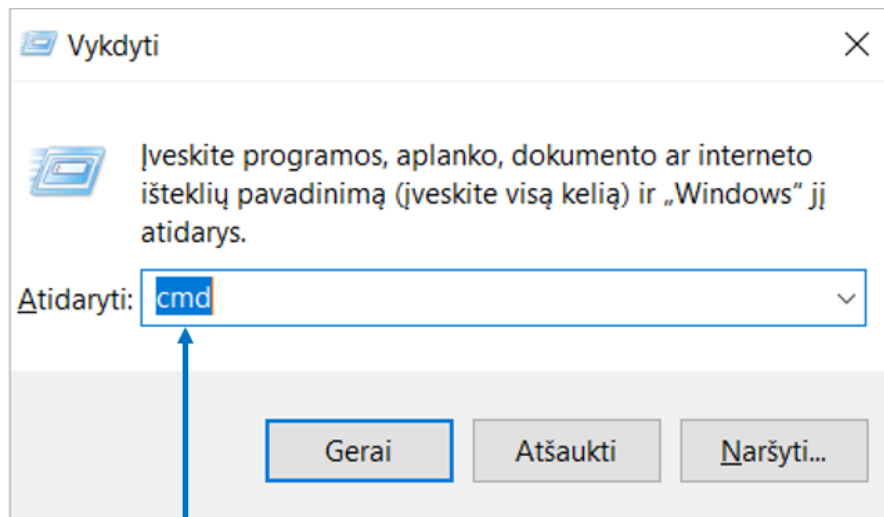 Vykdyti
Įveskite programos, aplanko, dokumento ar interneto
išteklių pavadinimą (įveskite visą kelią) ir „Windows“ jį
atidarys.
Atidaryti: cmd
Gerai Atšaukti Naršyti...